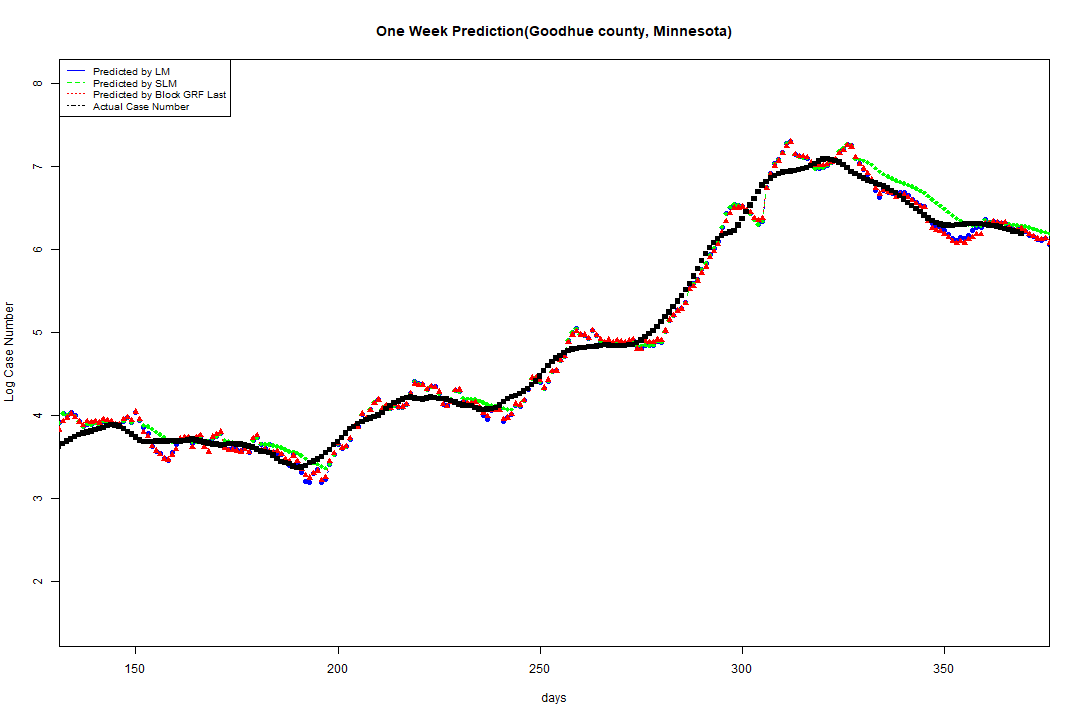 One Week Prediction(Goodhue county, Minnesota)
Predicted by LM
Predicted by SLM
Predicted by Block GRF Last
Actual Case Number
Log Case Number
8
7
6
5
4
3
2
150 200 250 300 350
days